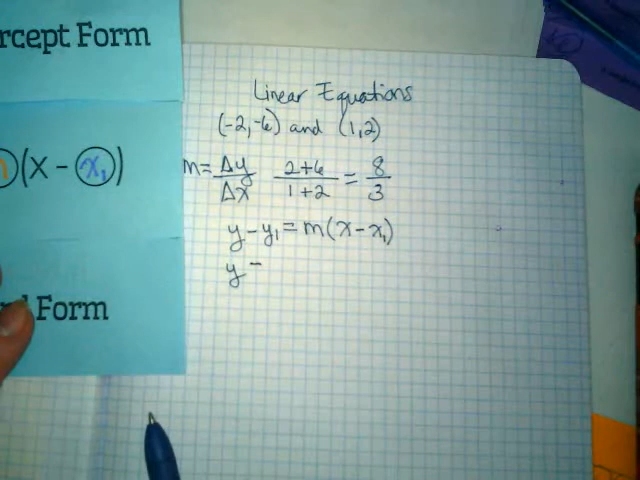 rcept Form
(x - x₁)
Form
Linear Equations
(-2,-6) and (1,2)
m = Δy/Δx (2+6)/(1+2) = 8/3
y - y₁ = m(x - x₁)
y -